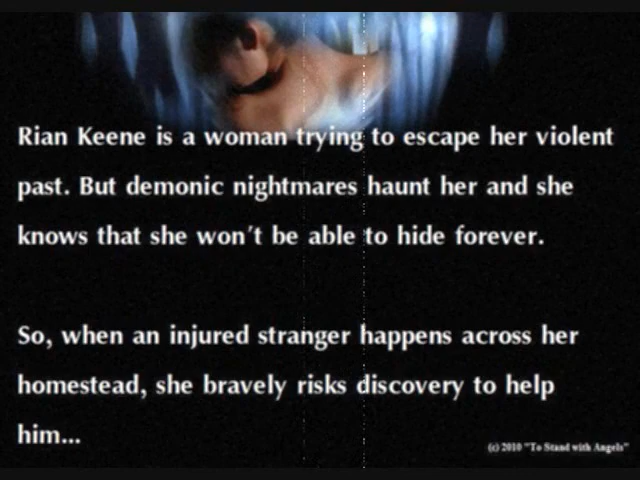 Rian Keene is a woman trying to escape her violent
past. But demonic nightmares haunt her and she
knows that she won't be able to hide forever.
So, when an injured stranger happens across her
homestead, she bravely risks discovery to help
him...
(c) 2010 "To Stand with Angels"